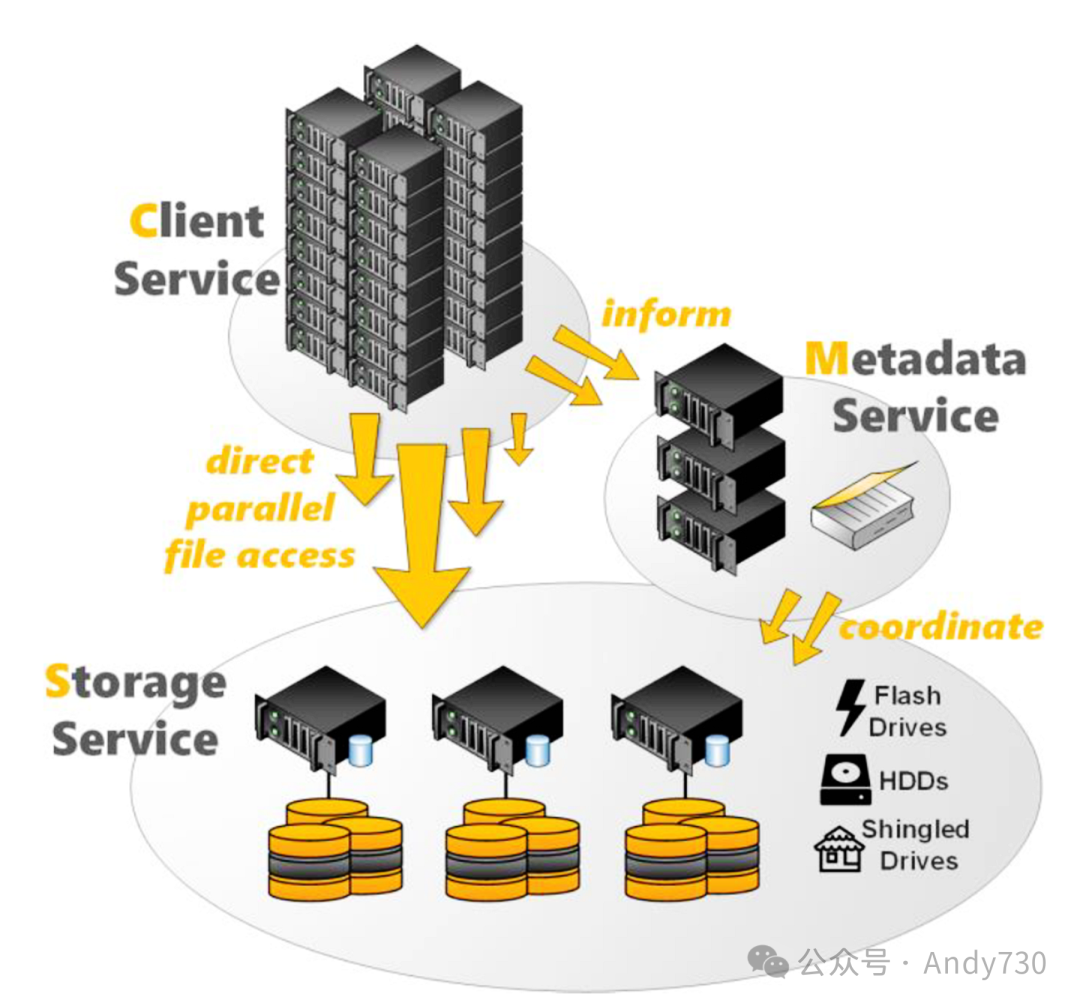 Client
Service
inform
Metadata
Service
direct
parallel
file access
coordinate
Storage
Service
Flash
Drives
HDDs
Shingled
Drives
公众号 · Andy730